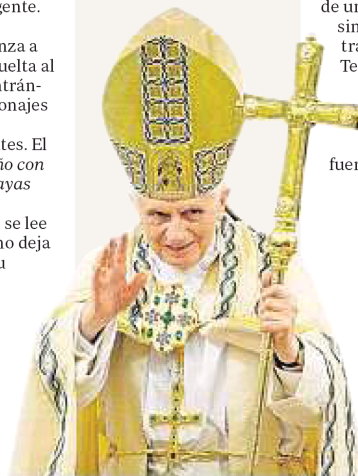 gente.
nza a
uelta al
ntrán-
onajes
tes. El
ño con
ayas
se lee
no deja
u
de un
sin
tra
Te
fuer